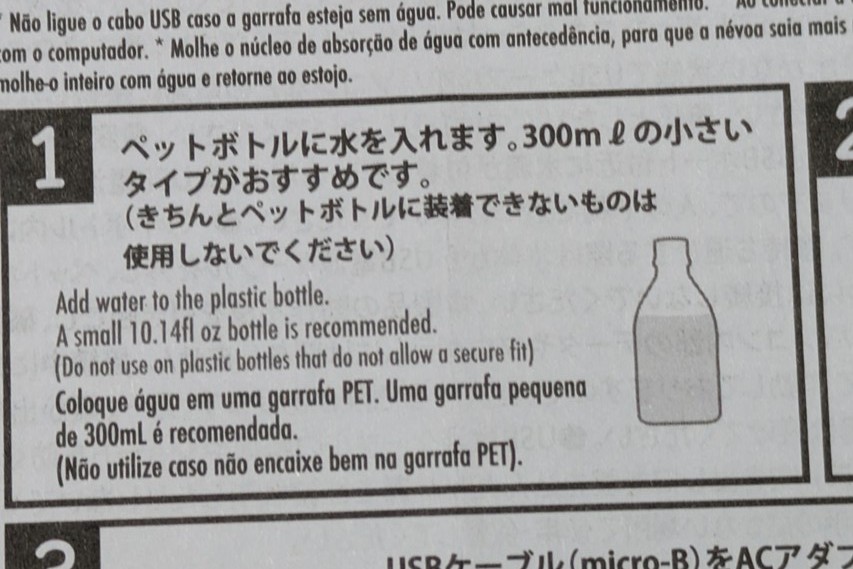 * Não ligue o cabo USB caso a garrafa esteja sem água. Pode causar mal funcionamento. * Ao conectar a
com o computador. * Molhe o núcleo de absorção de água com antecedência, para que a névoa saia mais
molhe-o inteiro com água e retorne ao estojo.
1
ペットボトルに水を入れます。300mℓの小さい
タイプがおすすめです。
(きちんとペットボトルに装着できないものは
使用しないでください)
Add water to the plastic bottle.
A small 10.14fl oz bottle is recommended.
(Do not use on plastic bottles that do not allow a secure fit)
Coloque água em uma garrafa PET. Uma garrafa pequena
de 300mL é recomendada.
(Não utilize caso não encaixe bem na garrafa PET).
2
USBケーブル(micro-B)をACアダプ